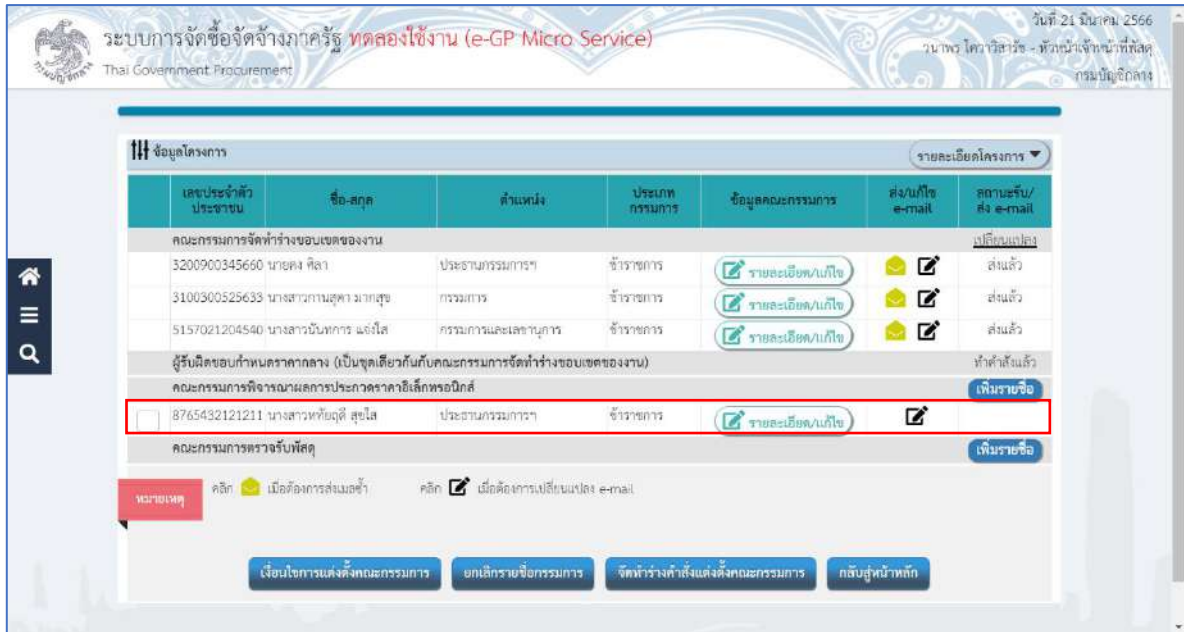 วันที่ 21 มีนาคม 2566
ระบบการจัดซื้อจัดจ้างภาครัฐ ทดลองใช้งาน (e-GP Micro Service)
วนาพร - หัวหน้าเจ้าหน้าที่พัสดุ
Thai Government Procurement
กรมบัญชีกลาง
ข้อมูลโครงการ
รายละเอียดโครงการ
เลขประจำตัวประชาชน ชื่อ-สกุล ตำแหน่ง ประเภทกรรมการ ข้อมูลคณะกรรมการ ส่ง/แก้ไข e-mail สถานะรับ/ส่ง e-mail
คณะกรรมการจัดทำร่างขอบเขตของงาน เปลี่ยนแปลง
3200900345660 นายคง ศิลา ประธานกรรมการฯ ข้าราชการ รายละเอียด/แก้ไข ส่งแล้ว
3100300525633 นางสาวกานสุดา มากสุข กรรมการ ข้าราชการ รายละเอียด/แก้ไข ส่งแล้ว
5157021204540 นางสาวนันทการ แจ่งใส กรรมการและเลขานุการ ข้าราชการ รายละเอียด/แก้ไข ส่งแล้ว
ผู้รับผิดชอบกำหนดราคากลาง (เป็นชุดเดียวกันกับคณะกรรมการจัดทำร่างขอบเขตของงาน) ทำคำสั่งแล้ว
คณะกรรมการพิจารณาผลการประกวดราคาอิเล็กทรอนิกส์ เพิ่มรายชื่อ
8765432121211 นางสาวหทัยฤดี สุขใส ประธานกรรมการฯ ข้าราชการ รายละเอียด/แก้ไข
คณะกรรมการตรวจรับพัสดุ เพิ่มรายชื่อ
หมายเหตุ คลิก เมื่อต้องการส่งเมลซ้ำ คลิก เมื่อต้องการเปลี่ยนแปลง e-mail
เงื่อนไขการแต่งตั้งคณะกรรมการ ยกเลิกรายชื่อกรรมการ จัดทำร่างคำสั่งแต่งตั้งคณะกรรมการ กลับสู่หน้าหลัก